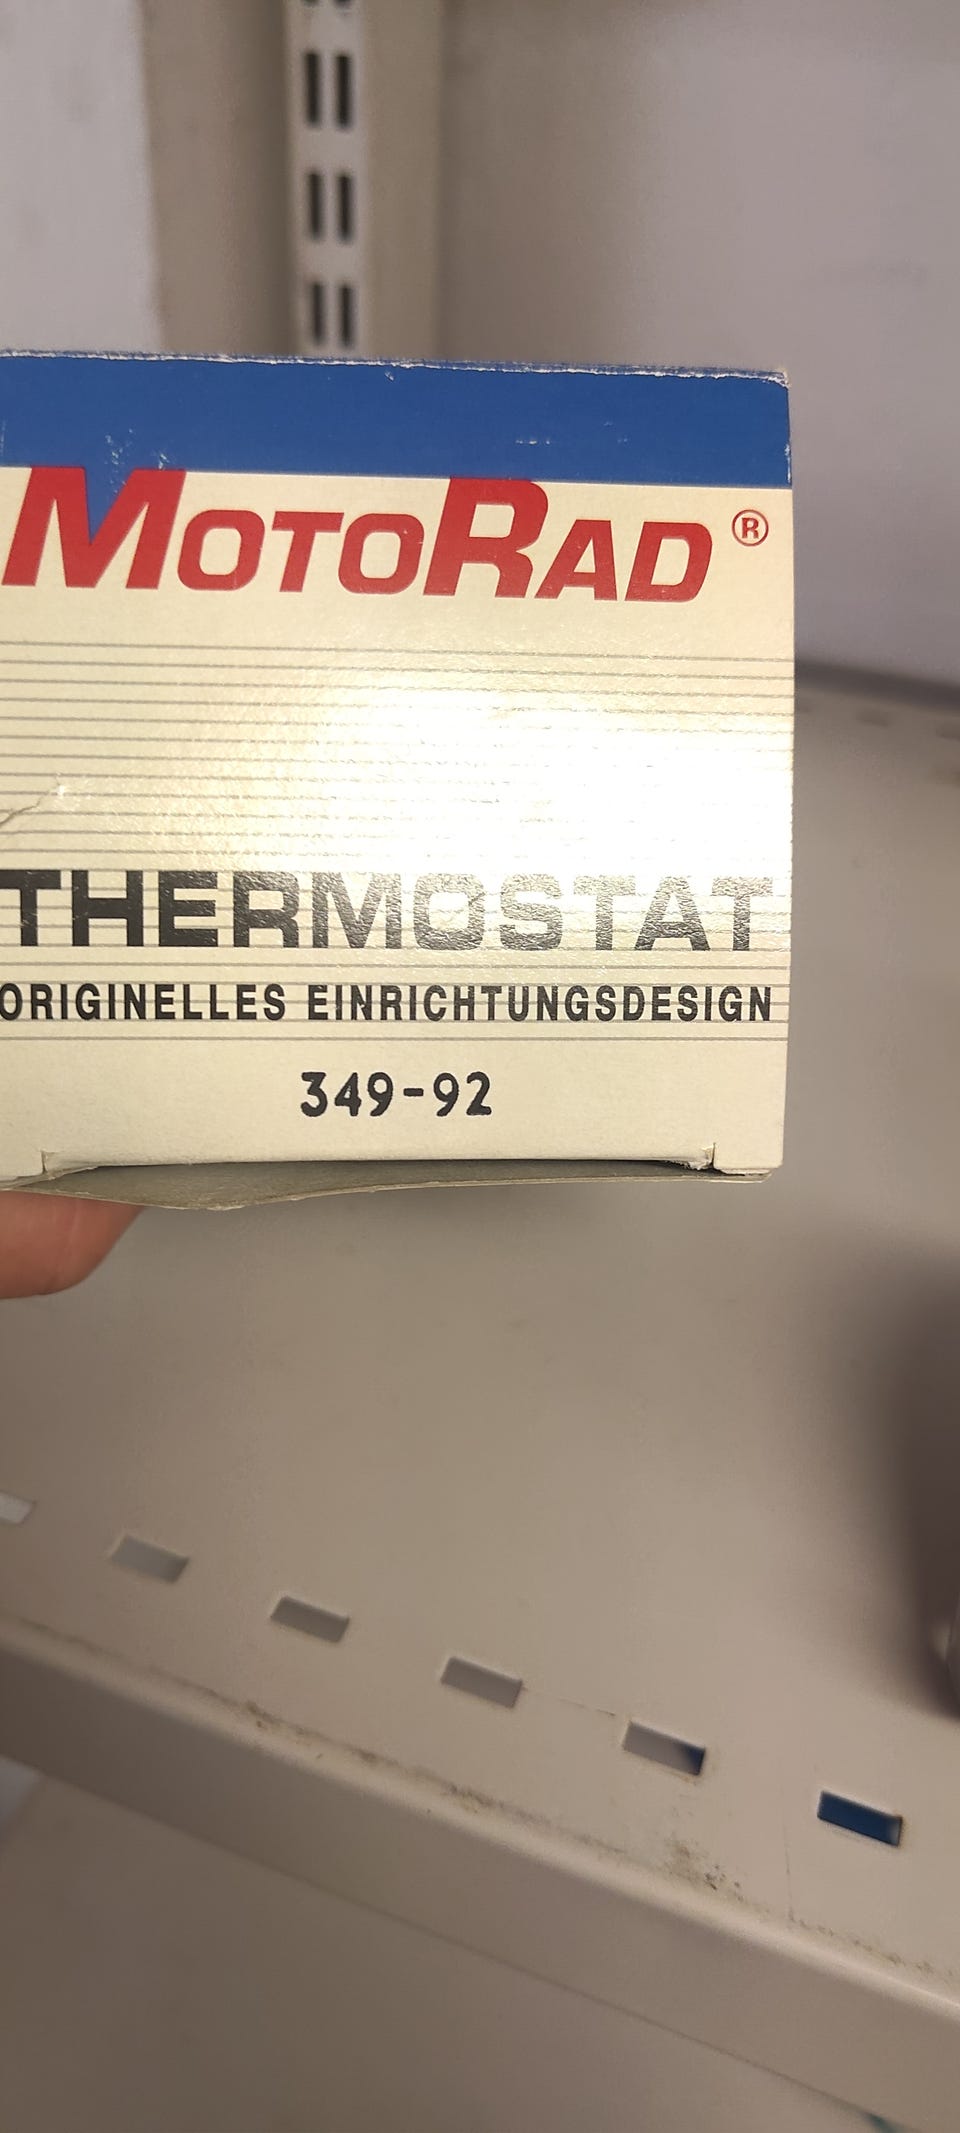 MOTORAD®
THERMOSTAT
ORIGINELLES EINRICHTUNGSDESIGN
349-92